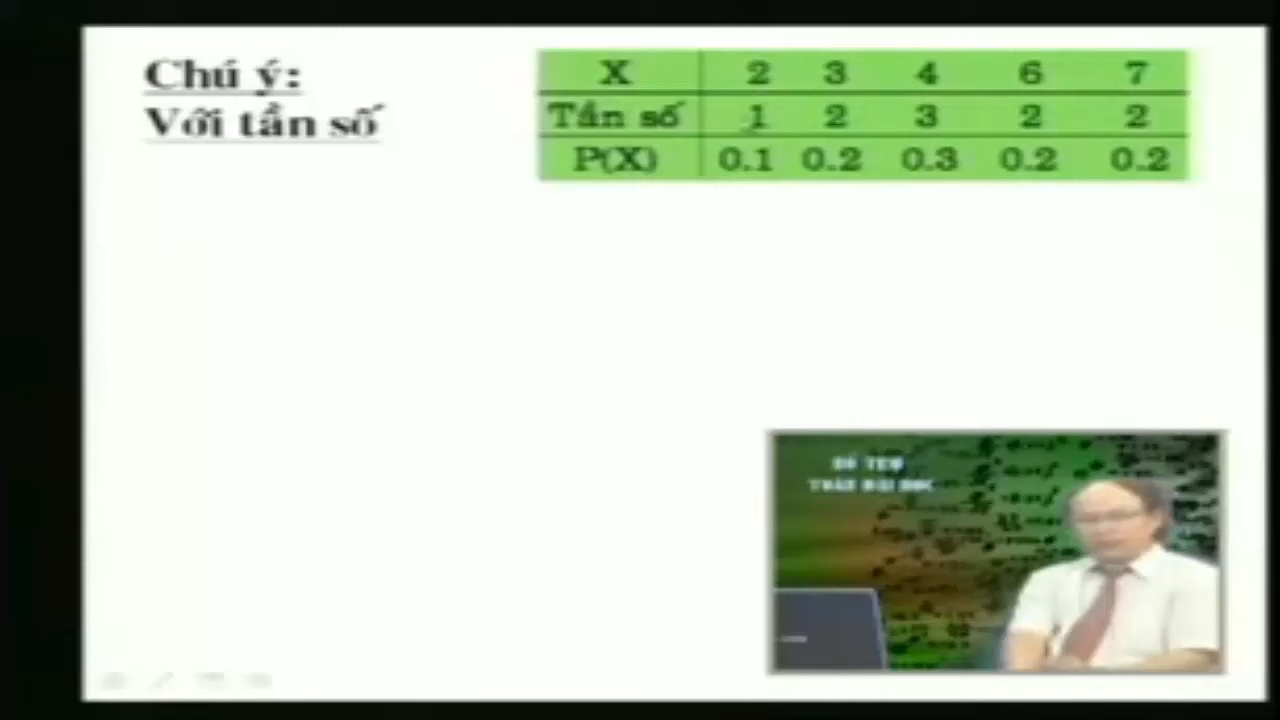 Chú ý:
Với tần số
X 2 3 4 6 7
Tần số 1 2 3 2 2
P(X) 0.1 0.2 0.3 0.2 0.2